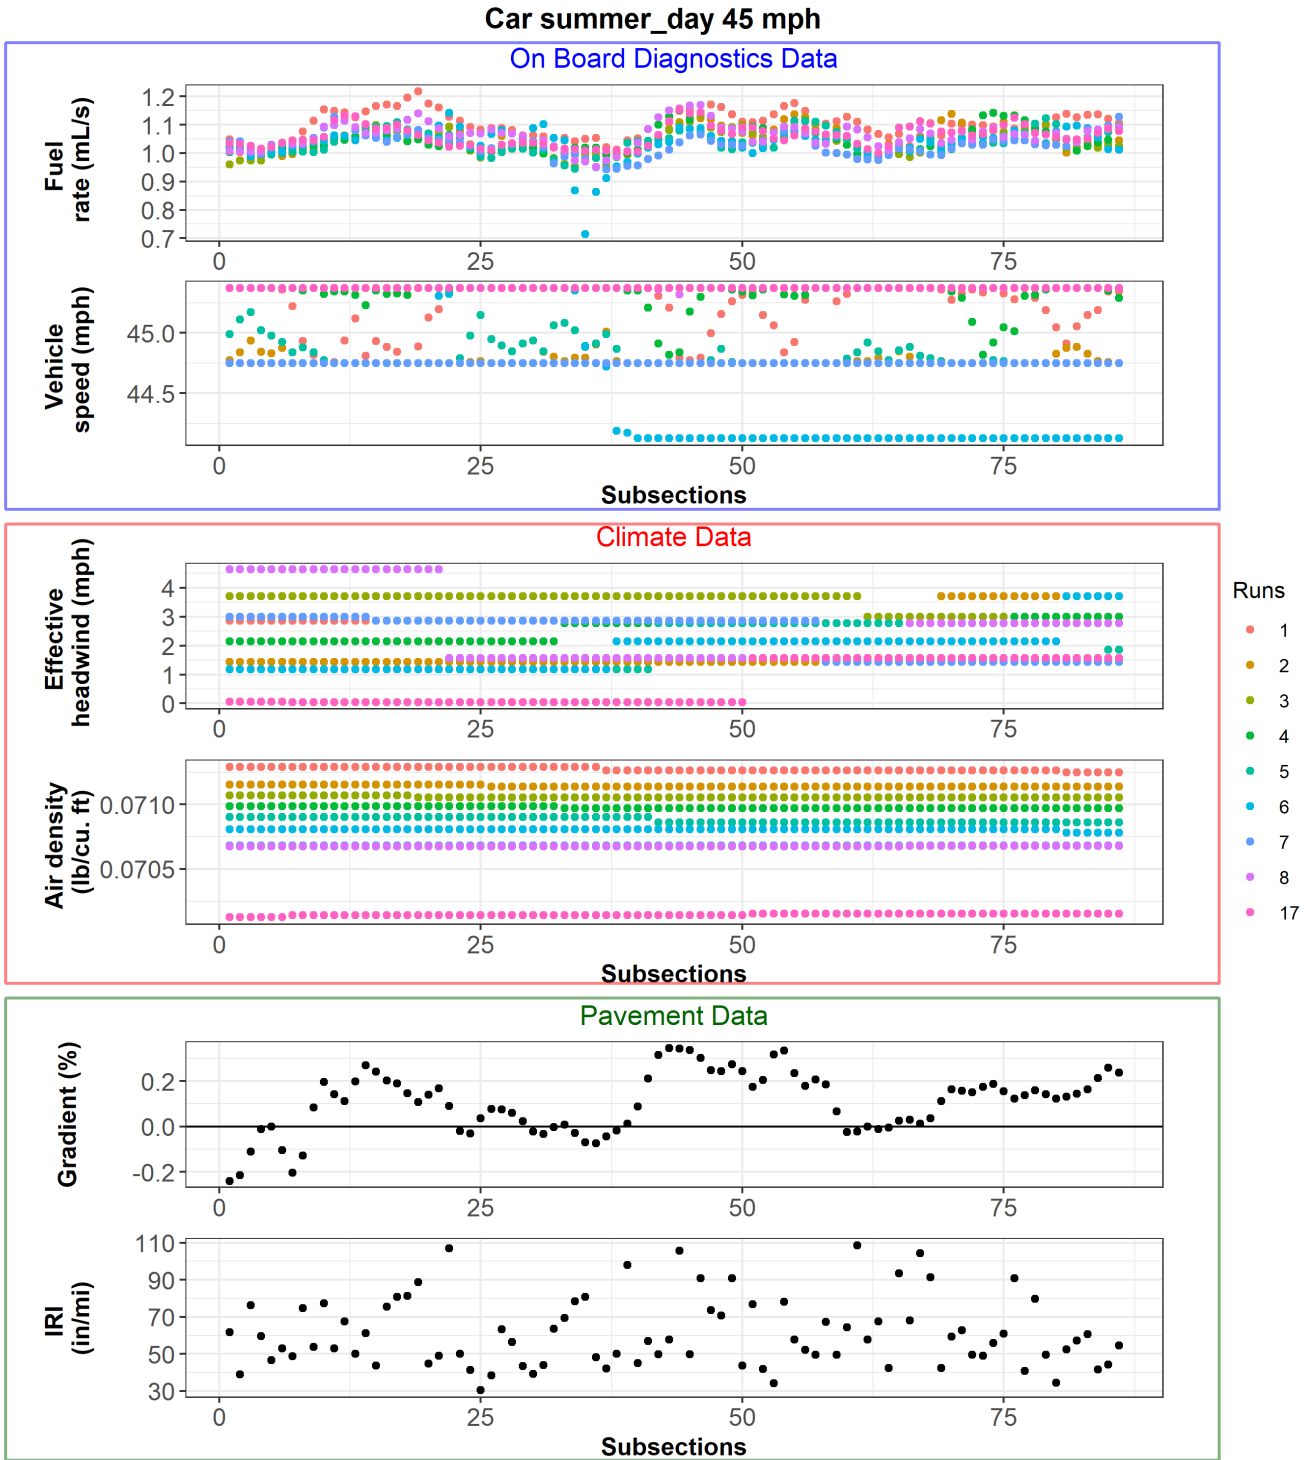 Car summer_day 45 mph
On Board Diagnostics Data
Fuel
rate (mL/s)
1.2
1.1
1.0
0.9
0.8
0.7
0 25 50 75
Vehicle
speed (mph)
45.0
44.5
0 25 50 75
Subsections
Climate Data
Effective
headwind (mph)
4
3
2
1
0
0 25 50 75
Air density
(lb/cu. ft)
0.0710
0.0705
0 25 50 75
Subsections
Runs
1
2
3
4
5
6
7
8
17
Pavement Data
Gradient (%)
0.2
0.0
-0.2
0 25 50 75
IRI
(in/mi)
110
90
70
50
30
0 25 50 75
Subsections